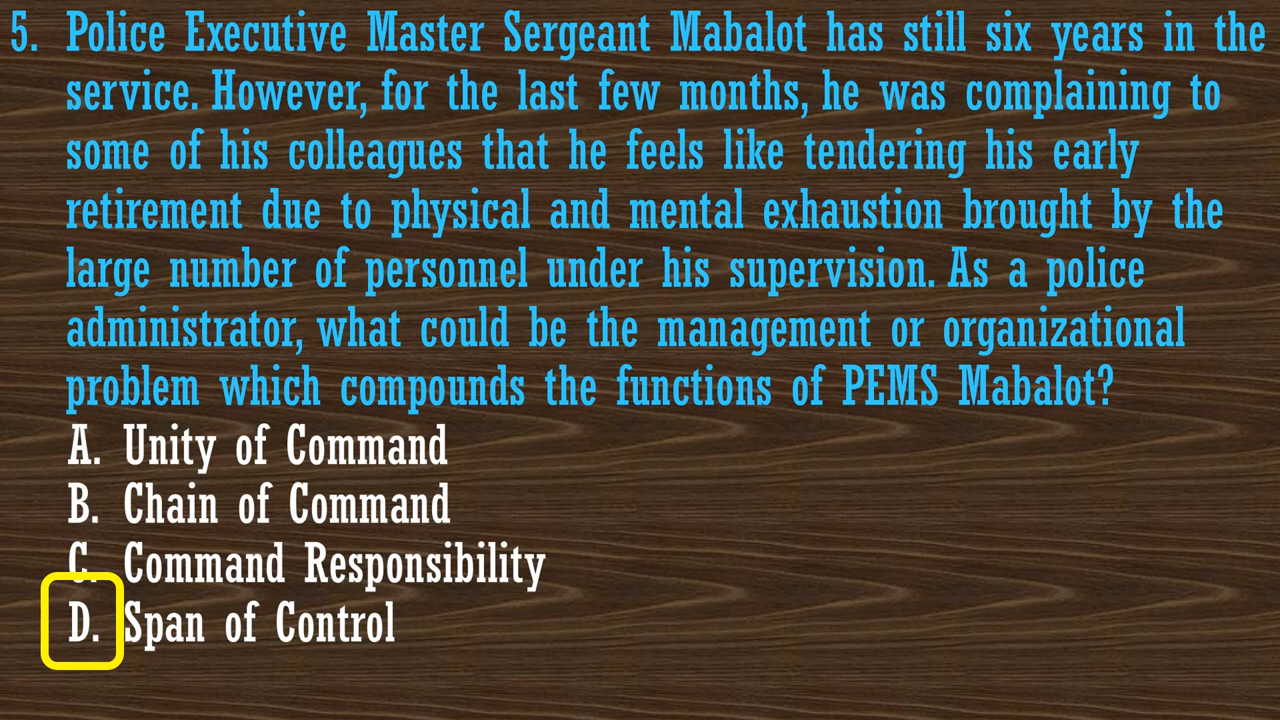 5. Police Executive Master Sergeant Mabalot has still six years in the
service. However, for the last few months, he was complaining to
some of his colleagues that he feels like tendering his early
retirement due to physical and mental exhaustion brought by the
large number of personnel under his supervision. As a police
administrator, what could be the management or organizational
problem which compounds the functions of PEMS Mabalot?
A. Unity of Command
B. Chain of Command
C. Command Responsibility
D. Span of Control